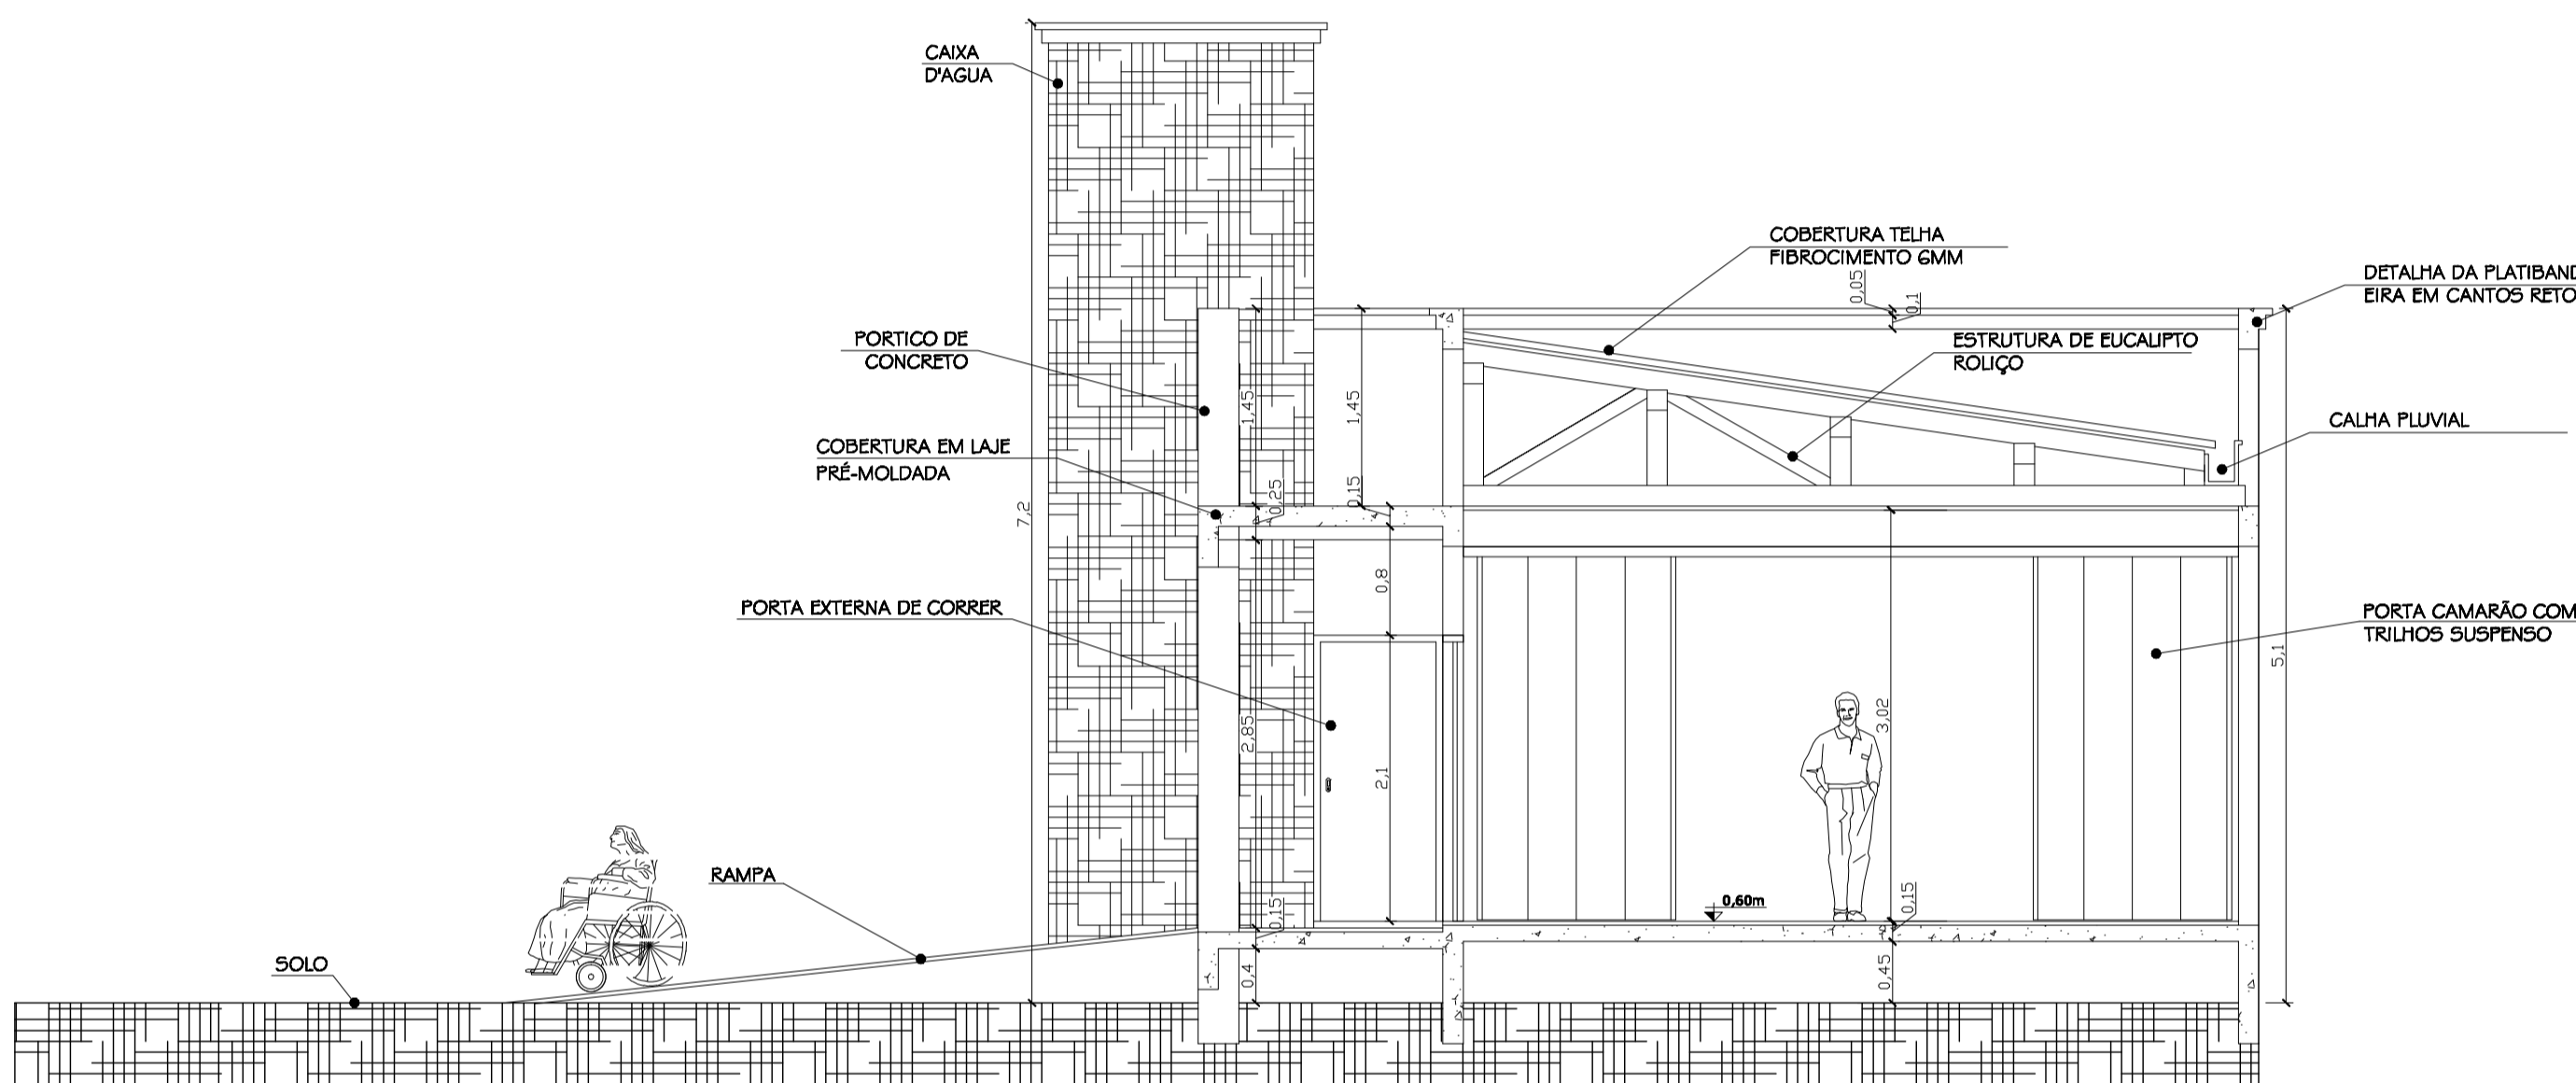 CAIXA
D'AGUA
COBERTURA TELHA
FIBROCIMENTO 6MM
0,05
0,1
DETALHA DA PLATIBAND
EIRA EM CANTOS RETO
PORTICO DE
CONCRETO
ESTRUTURA DE EUCALIPTO
ROLIÇO
1,45
1,45
CALHA PLUVIAL
COBERTURA EM LAJE
PRÉ-MOLDADA
0,25
0,15
7,2
0,8
PORTA EXTERNA DE CORRER
PORTA CAMARÃO COM
TRILHOS SUSPENSO
5,1
3,02
2,85
2,1
RAMPA
0,60m
0,15
0,15
SOLO
0,4
0,45